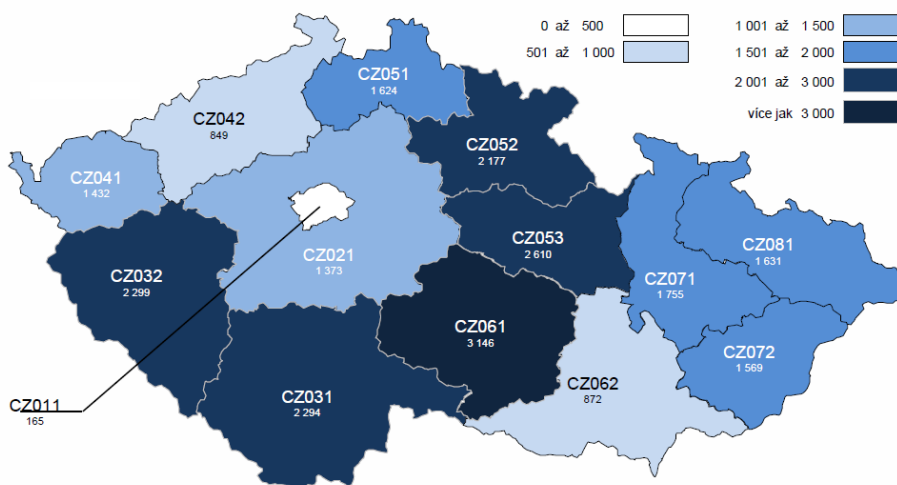 0 až 500
501 až 1 000
1 001 až 1 500
1 501 až 2 000
2 001 až 3 000
více jak 3 000
CZ051
1 624
CZ042
849
CZ052
2 177
CZ041
1 432
CZ053
2 610
CZ021
1 373
CZ081
1 631
CZ032
2 299
CZ071
1 755
CZ061
3 146
CZ072
1 569
CZ062
872
CZ031
2 294
CZ011
165